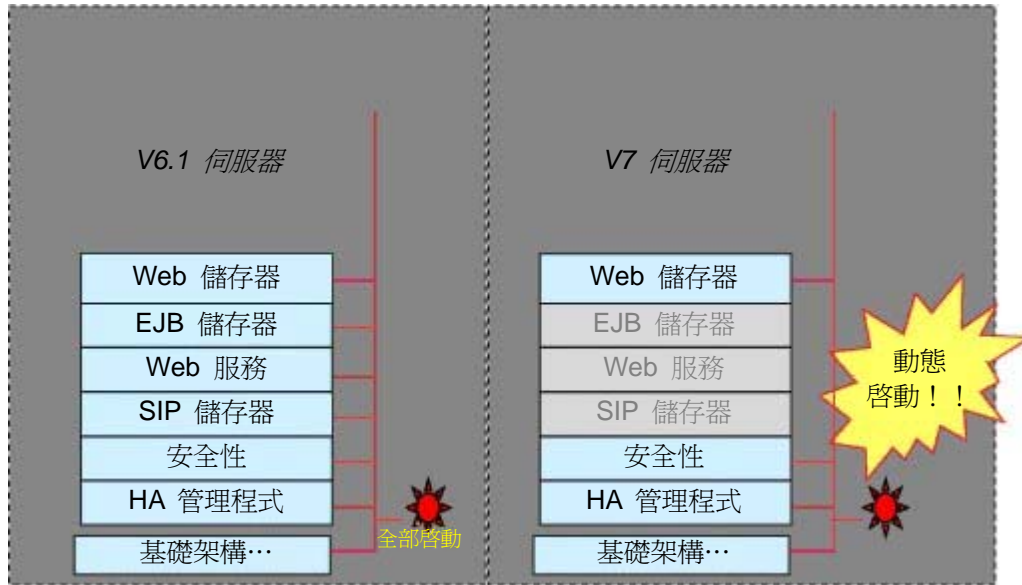 V6.1 伺服器
Web 儲存器
EJB 儲存器
Web 服務
SIP 儲存器
安全性
HA 管理程式
基礎架構…
全部啓動
V7 伺服器
Web 儲存器
EJB 儲存器
Web 服務
SIP 儲存器
安全性
HA 管理程式
基礎架構…
動態
啓動！！